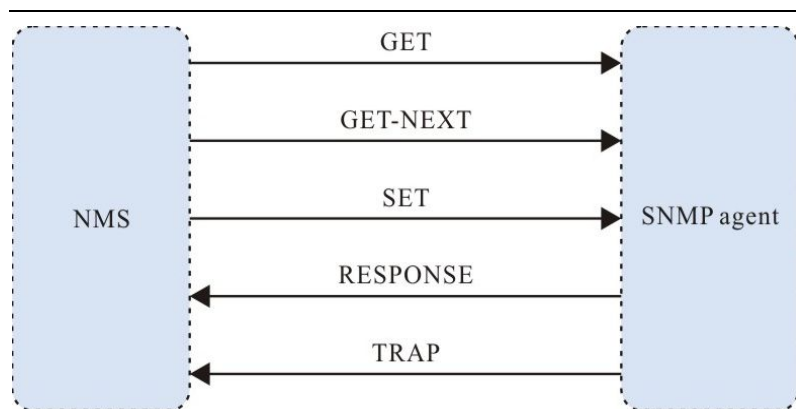 GET
GET-NEXT
SET
NMS
SNMP agent
RESPONSE
TRAP